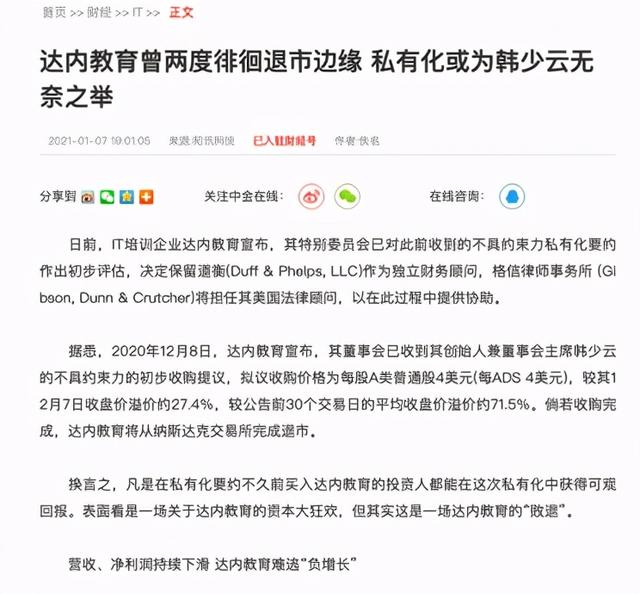 首页 >> 财经 >> IT >> 正文
达内教育曾两度徘徊退市边缘 私有化或为韩少云无
奈之举
2021-01-07 19:01:05 已入驻财经号
分享到
关注中金在线：
在线咨询：
日前，IT培训企业达内教育宣布，其特别委员会已对此前收到的不具约束力私有化要约
作出初步评估，决定保留道衡(Duff & Phelps, LLC)作为独立财务顾问，格信律师事务所 (Gi
bson, Dunn & Crutcher)将担任其美国法律顾问，以在此过程中提供协助。
据悉，2020年12月8日，达内教育宣布，其董事会已收到其创始人兼董事会主席韩少云
的不具约束力的初步收购提议，拟议收购价格为每股A类普通股4美元(每ADS 4美元)，较其1
2月7日收盘价溢价约27.4%，较公告前30个交易日的平均收盘价溢价约71.5%。倘若收购完
成，达内教育将从纳斯达克交易所完成退市。
换言之，凡是在私有化要约不久前买入达内教育的投资人都能在这次私有化中获得可观
回报。表面看是一场关于达内教育的资本大狂欢，但其实这是一场达内教育的“败退”。
营收、净利润持续下滑 达内教育难逃“负增长”